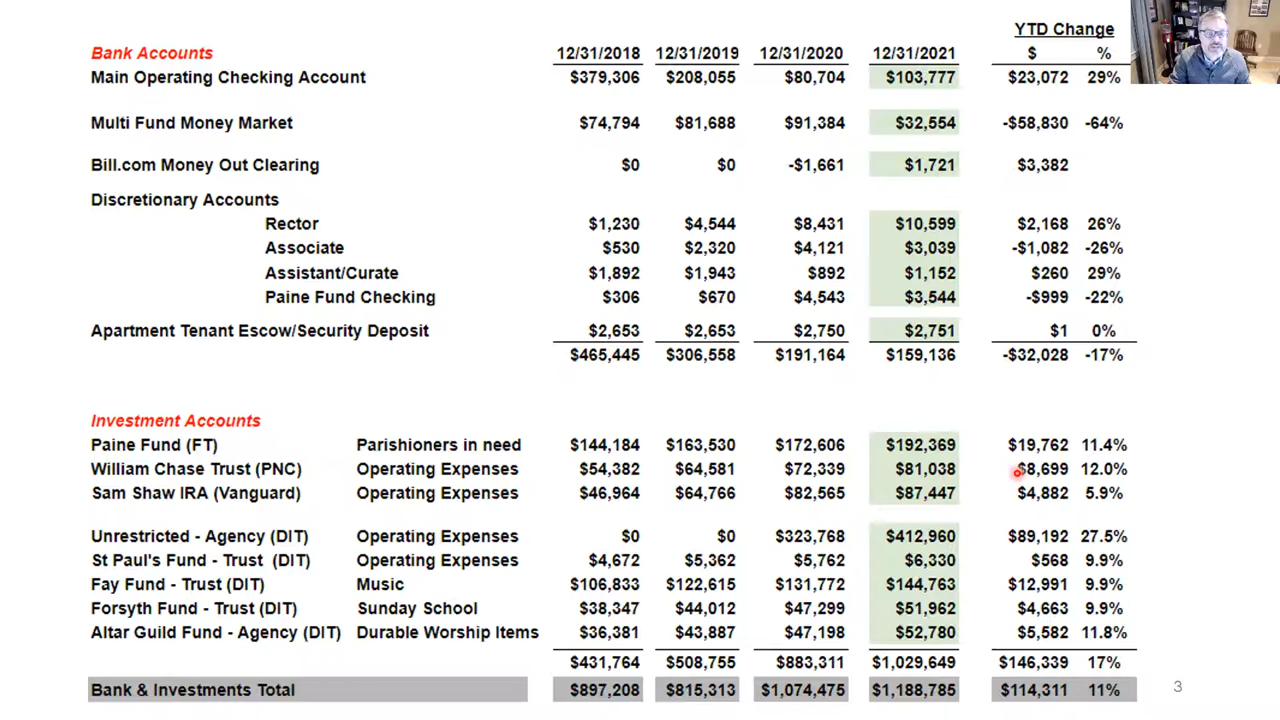 YTD Change
Bank Accounts 12/31/2018 12/31/2019 12/31/2020 12/31/2021 $ %
Main Operating Checking Account $379,306 $208,055 $80,704 $103,777 $23,072 29%
Multi Fund Money Market $74,794 $81,688 $91,384 $32,554 -$58,830 -64%
Bill.com Money Out Clearing $0 $0 -$1,661 $1,721 $3,382
Discretionary Accounts
Rector $1,230 $4,544 $8,431 $10,599 $2,168 26%
Associate $530 $2,320 $4,121 $3,039 -$1,082 -26%
Assistant/Curate $1,892 $1,943 $892 $1,152 $260 29%
Paine Fund Checking $306 $670 $4,543 $3,544 -$999 -22%
Apartment Tenant Escow/Security Deposit $2,653 $2,653 $2,750 $2,751 $1 0%
$465,445 $306,558 $191,164 $159,136 -$32,028 -17%
Investment Accounts
Paine Fund (FT) Parishioners in need $144,184 $163,530 $172,606 $192,369 $19,762 11.4%
William Chase Trust (PNC) Operating Expenses $54,382 $64,581 $72,339 $81,038 $8,699 12.0%
Sam Shaw IRA (Vanguard) Operating Expenses $46,964 $64,766 $82,565 $87,447 $4,882 5.9%
Unrestricted - Agency (DIT) Operating Expenses $0 $0 $323,768 $412,960 $89,192 27.5%
St Paul's Fund - Trust (DIT) Operating Expenses $4,672 $5,362 $5,762 $6,330 $568 9.9%
Fay Fund - Trust (DIT) Music $106,833 $122,615 $131,772 $144,763 $12,991 9.9%
Forsyth Fund - Trust (DIT) Sunday School $38,347 $44,012 $47,299 $51,962 $4,663 9.9%
Altar Guild Fund - Agency (DIT) Durable Worship Items $36,381 $43,887 $47,198 $52,780 $5,582 11.8%
$431,764 $508,755 $883,311 $1,029,649 $146,339 17%
Bank & Investments Total $897,208 $815,313 $1,074,475 $1,188,785 $114,311 11%
3